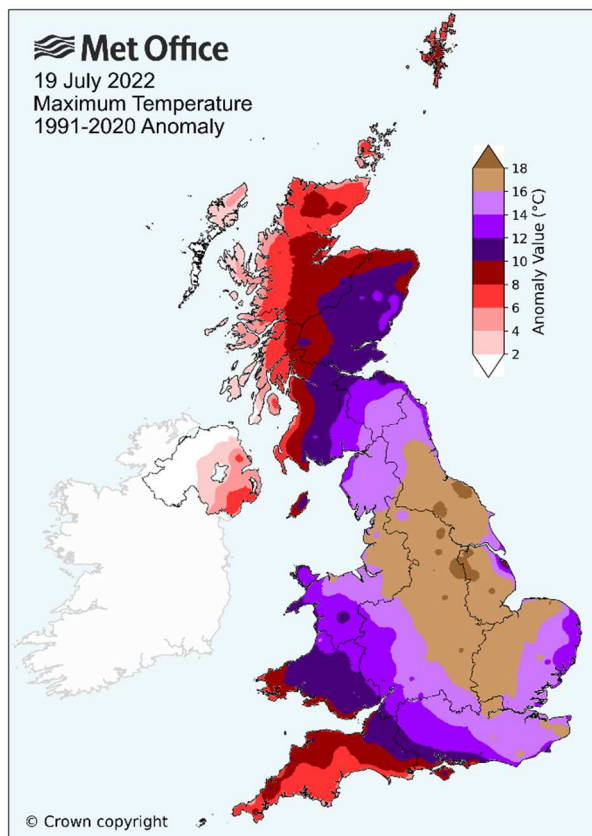 Met Office
19 July 2022
Maximum Temperature
1991-2020 Anomaly
18
16
14
12
10
8
6
4
2
Anomaly Value (°C)
© Crown copyright